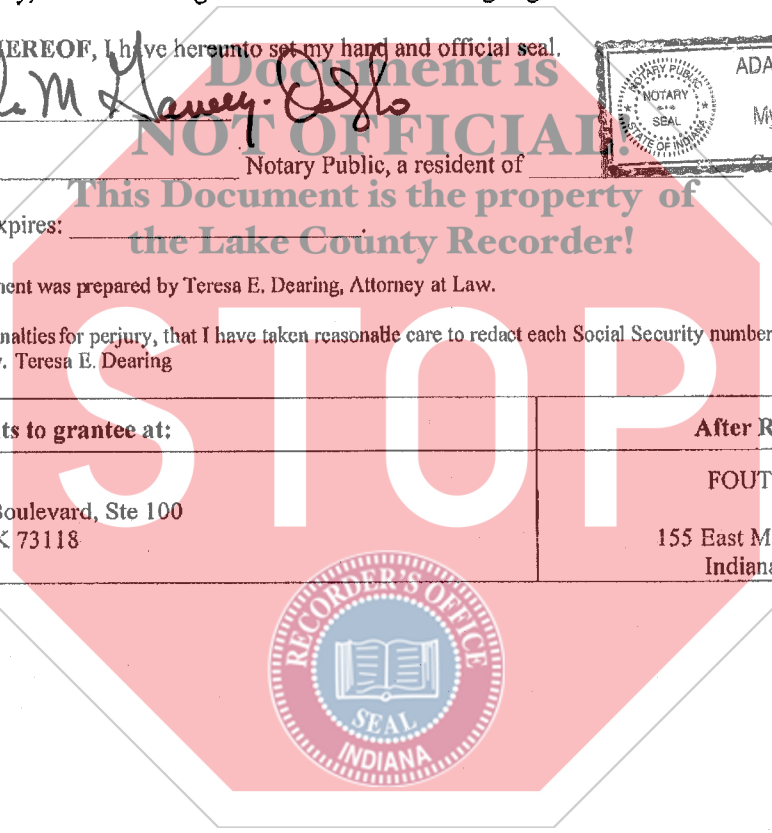 HEREOF, I have hereunto set my hand and official seal.
Document is
NOT OFFICIAL!
NOTARY PUBLIC
NOTARY
SEAL
STATE OF INDIANA
ADA
My
Notary Public, a resident of
This Document is the property of
xpires:
the Lake County Recorder!
ent was prepared by Teresa E. Dearing, Attorney at Law.
nalties for perjury, that I have taken reasonable care to redact each Social Security number
. Teresa E. Dearing
STOP
ts to grantee at:
After R
FOUT
Boulevard, Ste 100
K 73118
155 East M
Indiana
RECORDER'S OFFICE
SEAL
INDIANA